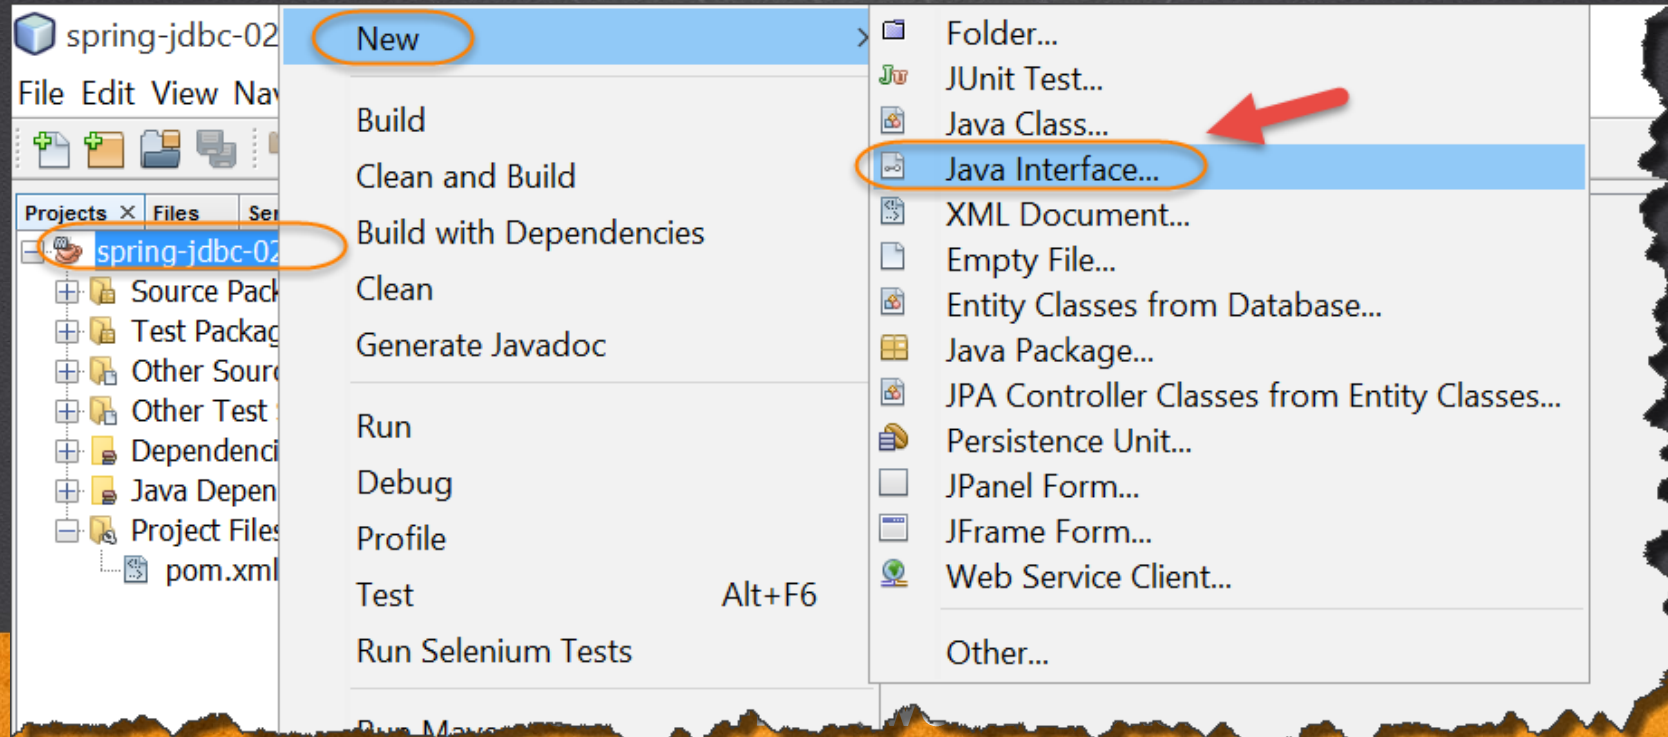 spring-jdbc-02
File Edit View Nav
Projects × Files Ser
spring-jdbc-02
Source Pack
Test Packag
Other Sourc
Other Test
Dependenci
Java Depen
Project Files
pom.xml
New
Build
Clean and Build
Build with Dependencies
Clean
Generate Javadoc
Run
Debug
Profile
Test Alt+F6
Run Selenium Tests
Run Mave
Folder...
JUnit Test...
Java Class...
Java Interface...
XML Document...
Empty File...
Entity Classes from Database...
Java Package...
JPA Controller Classes from Entity Classes...
Persistence Unit...
JPanel Form...
JFrame Form...
Web Service Client...
Other...